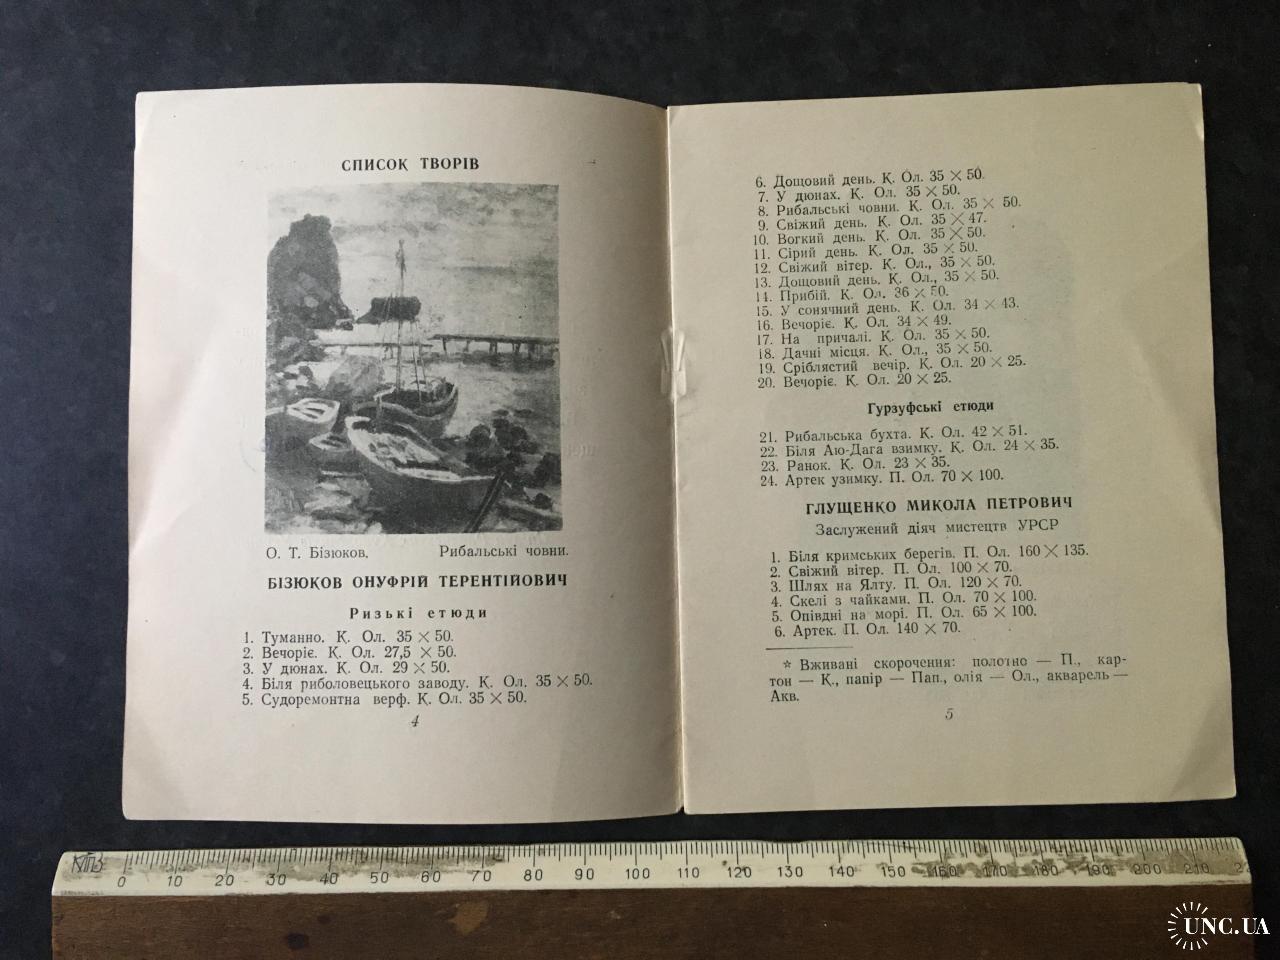 СПИСОК ТВОРІВ
О. Т. Бізюков. Рибальські човни.
БІЗЮКОВ ОНУФРІЙ ТЕРЕНТІЙОВИЧ
Ризькі етюди
1. Туманно. К. Ол. 35 × 50.
2. Вечоріє. К. Ол. 27,5 × 50.
3. У дюнах. К. Ол. 29 × 50.
4. Біля риболовецького заводу. К. Ол. 35 × 50.
5. Судоремонтна верф. К. Ол. 35 × 50.
4
6. Дощовий день. К. Ол. 35 × 50.
7. У дюнах. К. Ол. 35 × 50.
8. Рибальські човни. К. Ол. 35 × 50.
9. Свіжий день. К. Ол. 35 × 47.
10. Вогкий день. К. Ол. 35 × 50.
11. Сірий день. К. Ол. 35 × 50.
12. Свіжий вітер. К. Ол., 35 × 50.
13. Дощовий день. К. Ол., 35 × 50.
14. Прибій. К. Ол. 36 × 50.
15. У сонячний день. К. Ол. 34 × 43.
16. Вечоріє. К. Ол. 34 × 49.
17. На причалі. К. Ол. 35 × 50.
18. Дачні місця. К. Ол., 35 × 50.
19. Сріблястий вечір. К. Ол. 20 × 25.
20. Вечоріє. К. Ол. 20 × 25.
Гурзуфські етюди
21. Рибальська бухта. К. Ол. 42 × 51.
22. Біля Аю-Дага взимку. К. Ол. 24 × 35.
23. Ранок. К. Ол. 23 × 35.
24. Артек узимку. П. Ол. 70 × 100.
ГЛУЩЕНКО МИКОЛА ПЕТРОВИЧ
Заслужений діяч мистецтв УРСР
1. Біля кримських берегів. П. Ол. 160 × 135.
2. Свіжий вітер. П. Ол. 100 × 70.
3. Шлях на Ялту. П. Ол. 120 × 70.
4. Скелі з чайками. П. Ол. 70 × 100.
5. Опівдні на морі. П. Ол. 65 × 100.
6. Артек. П. Ол. 140 × 70.
* Вживані скорочення: полотно — П., кар-
тон — К., папір — Пап., олія — Ол., акварель —
Акв.
5
0 10 20 30 40 50 60 70 80 90 100 110 120 130 140 150 160 170 180 190 200 210
UNC.UA